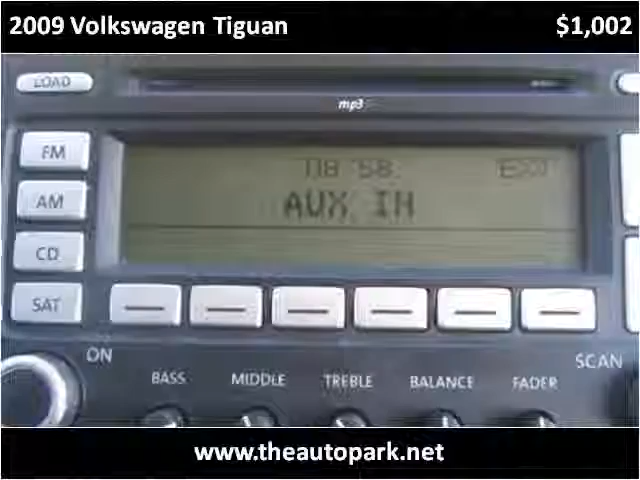 2009 Volkswagen Tiguan $1,002
LOAD
mp3
FM
AM
AUX IN
CD
SAT
ON
SCAN
BASS MIDDLE TREBLE BALANCE FADER
www.theautopark.net